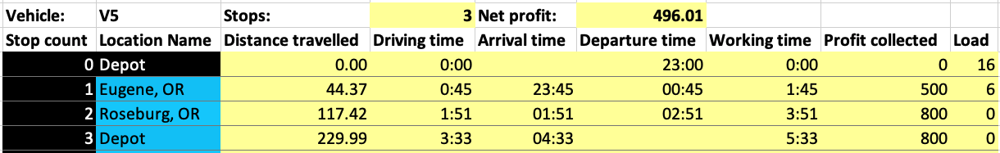 Vehicle: V5 Stops: 3 Net profit: 496.01
Stop count Location Name Distance travelled Driving time Arrival time Departure time Working time Profit collected Load
0 Depot 0.00 0:00 23:00 0:00 0 16
1 Eugene, OR 44.37 0:45 23:45 00:45 1:45 500 6
2 Roseburg, OR 117.42 1:51 01:51 02:51 3:51 800 0
3 Depot 229.99 3:33 04:33 5:33 800 0